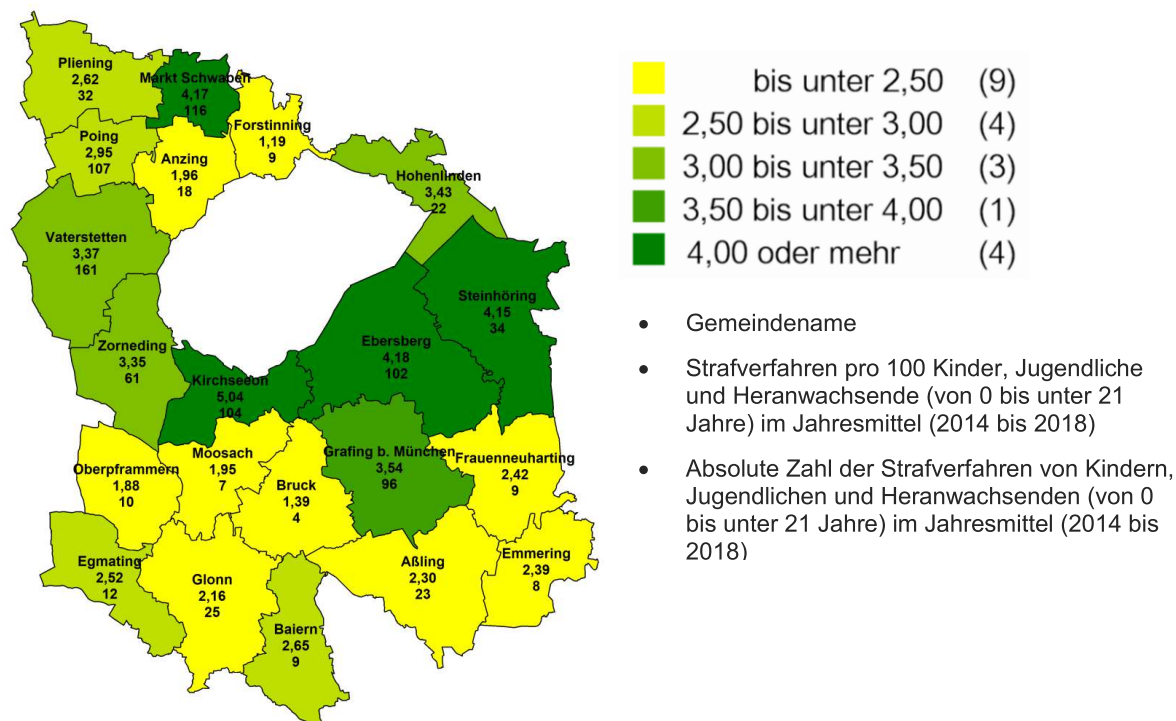 Pliening
2,62
32
Markt Schwaben
4,17
116
Forstinning
1,19
9
Poing
2,95
107
Anzing
1,96
18
Hohenlinden
3,43
22
Vaterstetten
3,37
161
Steinhöring
4,15
34
Zorneding
3,35
61
Ebersberg
4,18
102
Kirchseeon
5,04
104
Oberpframmern
1,88
10
Moosach
1,95
7
Bruck
1,39
4
Grafing b. München
3,54
96
Frauenneuharting
2,42
9
Egmating
2,52
12
Glonn
2,16
25
Baiern
2,65
9
Aßling
2,30
23
Emmering
2,39
8
bis unter 2,50 (9)
2,50 bis unter 3,00 (4)
3,00 bis unter 3,50 (3)
3,50 bis unter 4,00 (1)
4,00 oder mehr (4)
• Gemeindename
• Strafverfahren pro 100 Kinder, Jugendliche
und Heranwachsende (von 0 bis unter 21
Jahre) im Jahresmittel (2014 bis 2018)
• Absolute Zahl der Strafverfahren von Kindern,
Jugendlichen und Heranwachsenden (von 0
bis unter 21 Jahre) im Jahresmittel (2014 bis
2018)